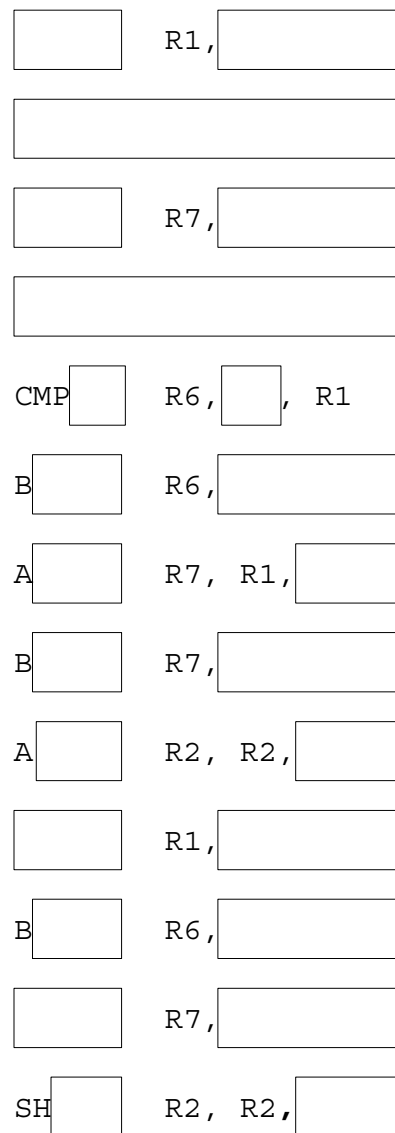 R1,
R7,
CMP R6, , R1
B R6,
A R7, R1,
B R7,
A R2, R2,
R1,
B R6,
R7,
SH R2, R2,